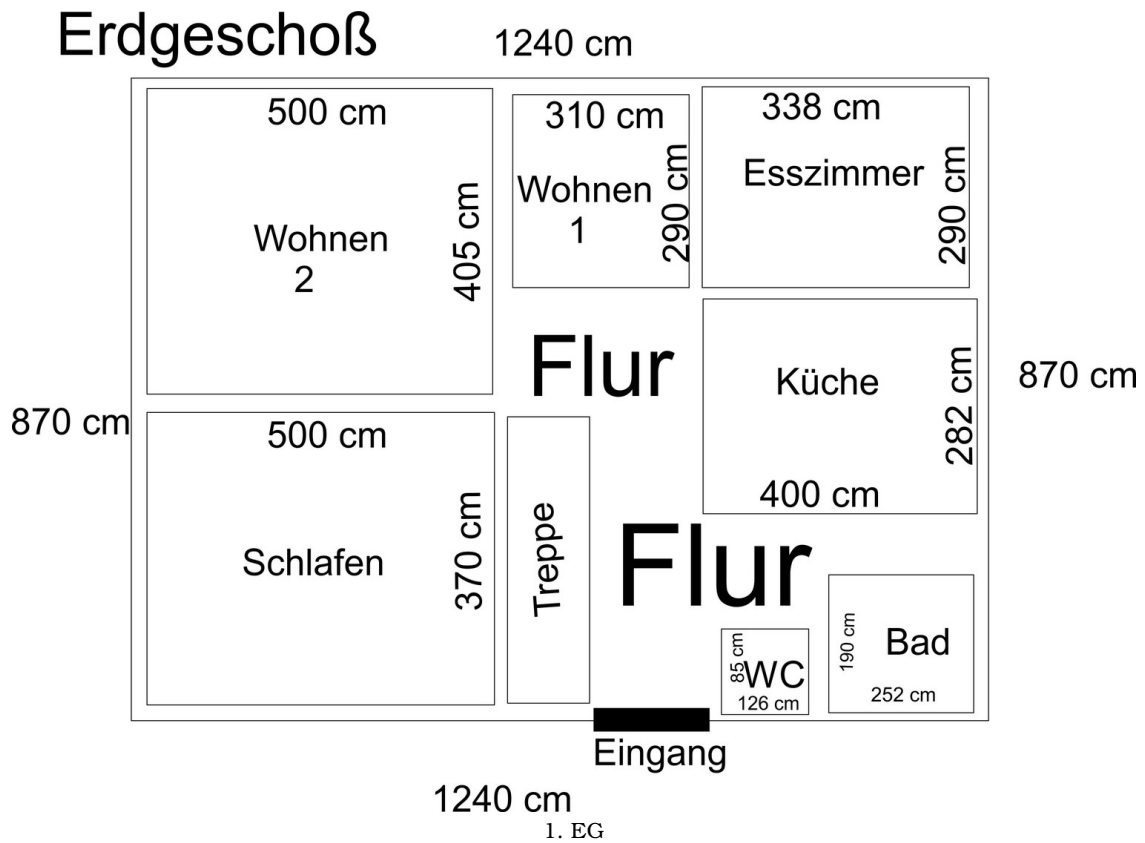 Erdgeschoß
1240 cm
500 cm
310 cm
338 cm
Wohnen
2
405 cm
Wohnen
1
290 cm
Esszimmer
290 cm
Flur
Küche
282 cm
400 cm
870 cm
870 cm
500 cm
Schlafen
370 cm
Treppe
Flur
85 cm
WC
126 cm
190 cm
Bad
252 cm
Eingang
1240 cm
1. EG